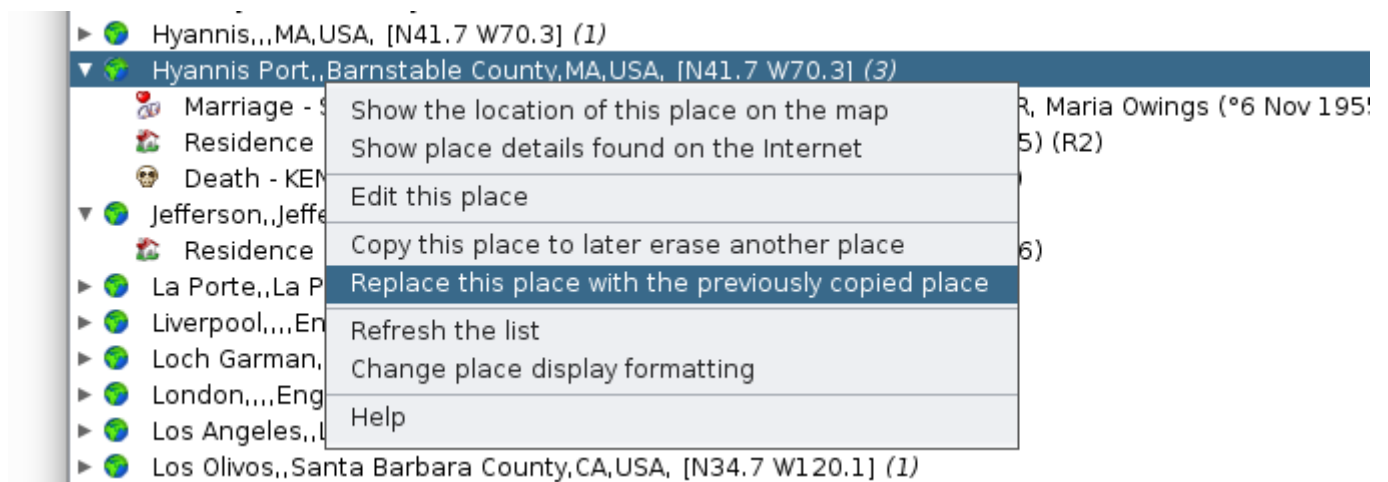 Hyannis,,,MA,USA, [N41.7 W70.3] (1)
Hyannis Port,,Barnstable County,MA,USA, [N41.7 W70.3] (3)
Marriage - R, Maria Owings (°6 Nov 195
Residence 5) (R2)
Death - KEN
Jefferson,,Jeffe
Residence 6)
La Porte,,La P
Liverpool,,,,En
Loch Garman,
London,,,,Eng
Los Angeles,,L
Los Olivos,,Santa Barbara County,CA,USA, [N34.7 W120.1] (1)
Show the location of this place on the map
Show place details found on the Internet
Edit this place
Copy this place to later erase another place
Replace this place with the previously copied place
Refresh the list
Change place display formatting
Help